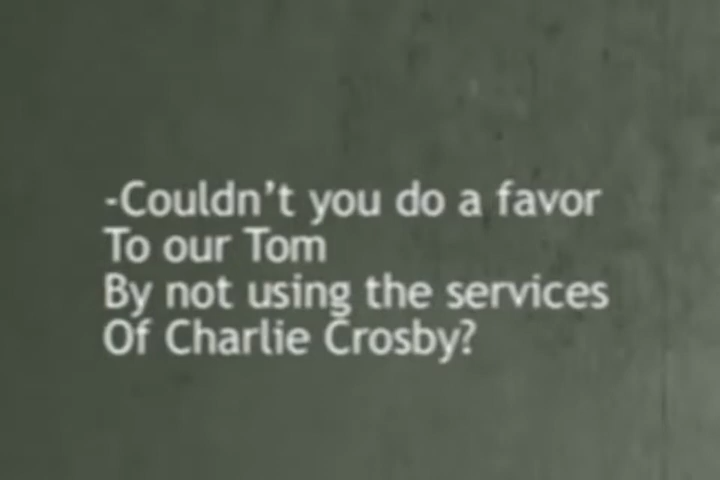 -Couldn't you do a favor
To our Tom
By not using the services
Of Charlie Crosby?